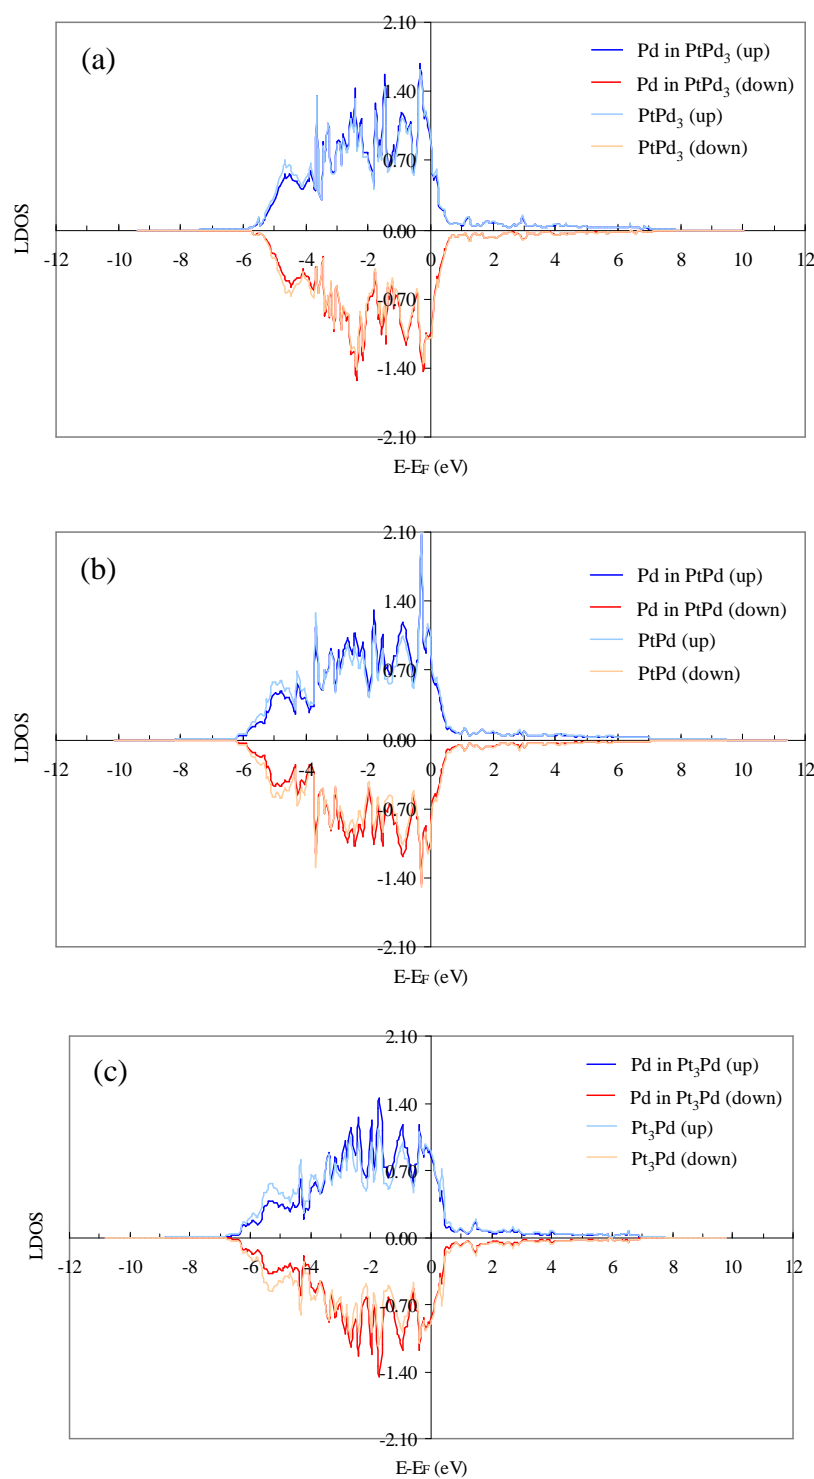 2.10
(a)
Pd in PtPd3 (up)
1.40
Pd in PtPd3 (down)
PtPd3 (up)
0.70
PtPd3 (down)
LDOS
0.00
-12 -10 -8 -6 -4 -2 0 2 4 6 8 10 12
-0.70
-1.40
-2.10
E-EF (eV)
2.10
(b)
Pd in PtPd (up)
1.40
Pd in PtPd (down)
PtPd (up)
0.70
PtPd (down)
LDOS
0.00
-12 -10 -8 -6 -4 -2 0 2 4 6 8 10 12
-0.70
-1.40
-2.10
E-EF (eV)
2.10
(c)
Pd in Pt3Pd (up)
1.40
Pd in Pt3Pd (down)
Pt3Pd (up)
0.70
Pt3Pd (down)
LDOS
0.00
-12 -10 -8 -6 -4 -2 0 2 4 6 8 10 12
-0.70
-1.40
-2.10
E-EF (eV)